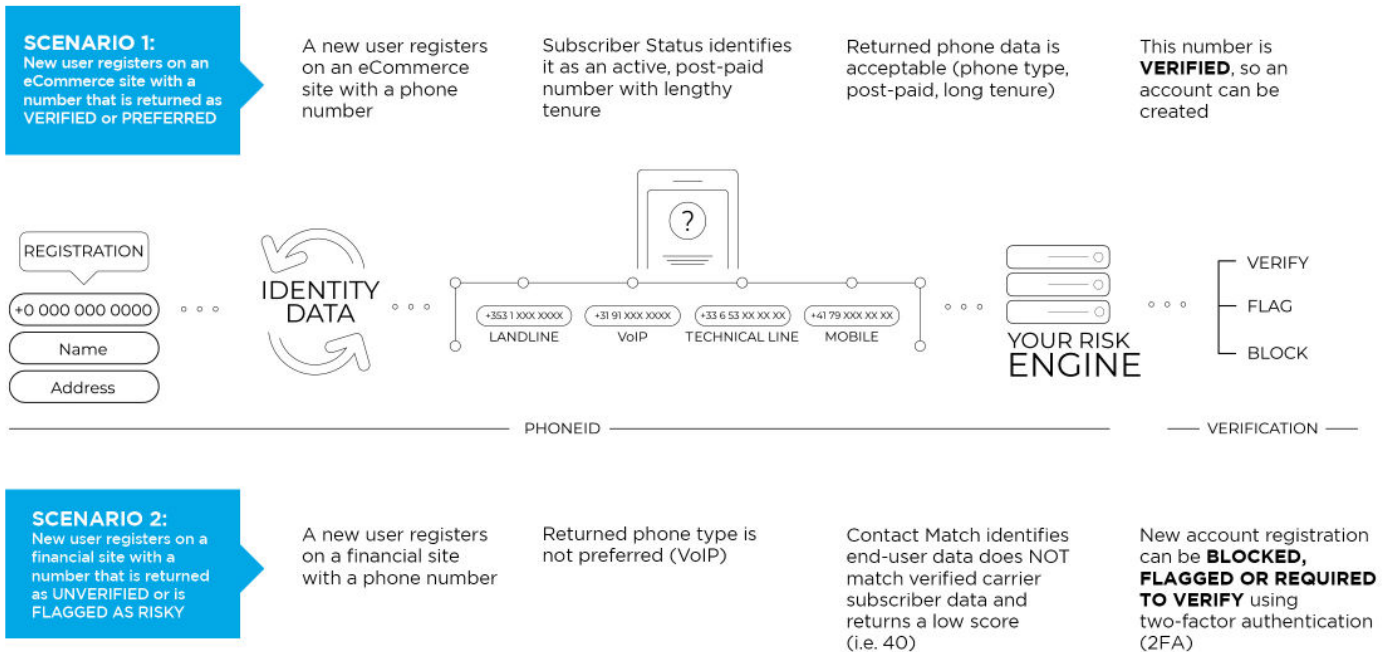 SCENARIO 1:
New user registers on an
eCommerce site with a
number that is returned as
VERIFIED or PREFERRED
A new user registers
on an eCommerce
site with a phone
number
Subscriber Status identifies
it as an active, post-paid
number with lengthy
tenure
Returned phone data is
acceptable (phone type,
post-paid, long tenure)
This number is
VERIFIED, so an
account can be
created
REGISTRATION
+0 000 000 0000
Name
Address
IDENTITY
DATA
?
+353 1 XXX XXXX
LANDLINE
+31 91 XXX XXXX
VoIP
+33 6 53 XX XX XX
TECHNICAL LINE
+41 79 XXX XX XX
MOBILE
YOUR RISK
ENGINE
VERIFY
FLAG
BLOCK
PHONEID
VERIFICATION
SCENARIO 2:
New user registers on a
financial site with a
number that is returned
as UNVERIFIED or is
FLAGGED AS RISKY
A new user registers
on a financial site
with a phone number
Returned phone type is
not preferred (VoIP)
Contact Match identifies
end-user data does NOT
match verified carrier
subscriber data and
returns a low score
(i.e. 40)
New account registration
can be BLOCKED,
FLAGGED OR REQUIRED
TO VERIFY using
two-factor authentication
(2FA)